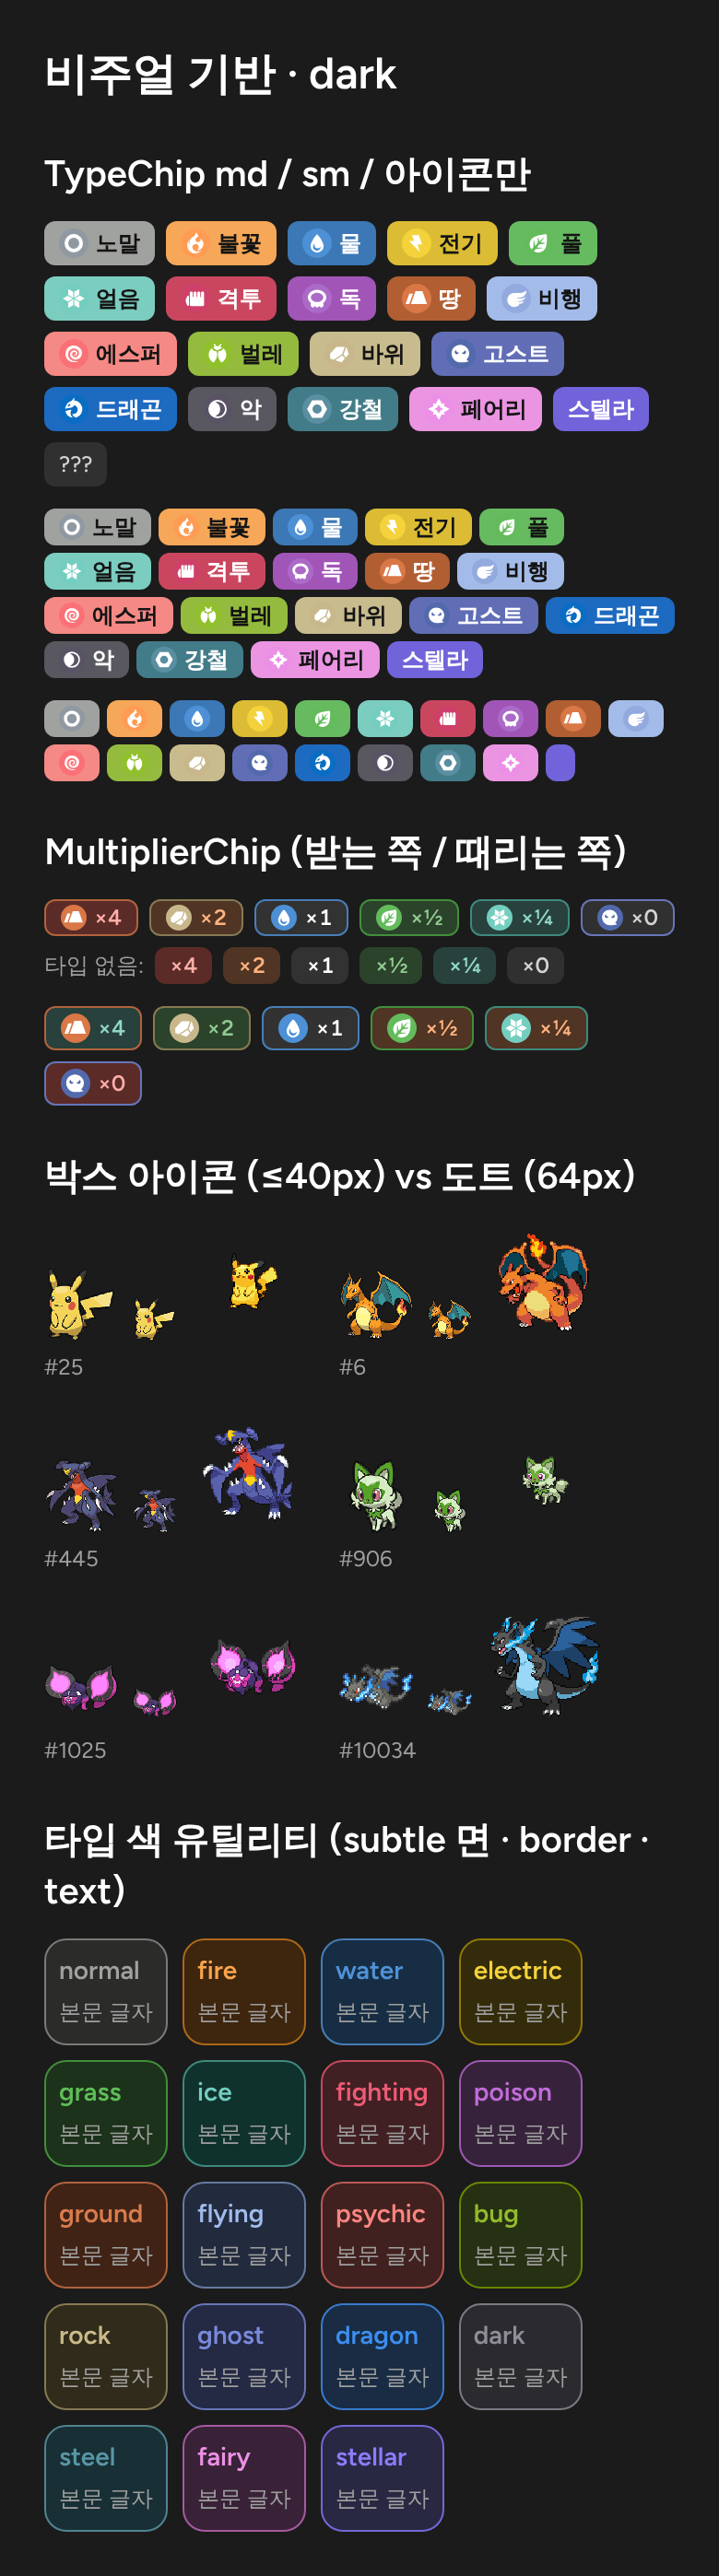 비주얼 기반 · dark
TypeChip md / sm / 아이콘만
노말 불꽃 물 전기 풀
얼음 격투 독 땅 비행
에스퍼 벌레 바위 고스트
드래곤 악 강철 페어리 스텔라
???
노말 불꽃 물 전기 풀
얼음 격투 독 땅 비행
에스퍼 벌레 바위 고스트 드래곤
악 강철 페어리 스텔라
MultiplierChip (받는 쪽 / 때리는 쪽)
×4 ×2 ×1 ×½ ×¼ ×0
타입 없음: ×4 ×2 ×1 ×½ ×¼ ×0
×4 ×2 ×1 ×½ ×¼
×0
박스 아이콘 (≤40px) vs 도트 (64px)
#25 #6
#445 #906
#1025 #10034
타입 색 유틸리티 (subtle 면 · border ·
text)
normal fire water electric
본문 글자 본문 글자 본문 글자 본문 글자
grass ice fighting poison
본문 글자 본문 글자 본문 글자 본문 글자
ground flying psychic bug
본문 글자 본문 글자 본문 글자 본문 글자
rock ghost dragon dark
본문 글자 본문 글자 본문 글자 본문 글자
steel fairy stellar
본문 글자 본문 글자 본문 글자